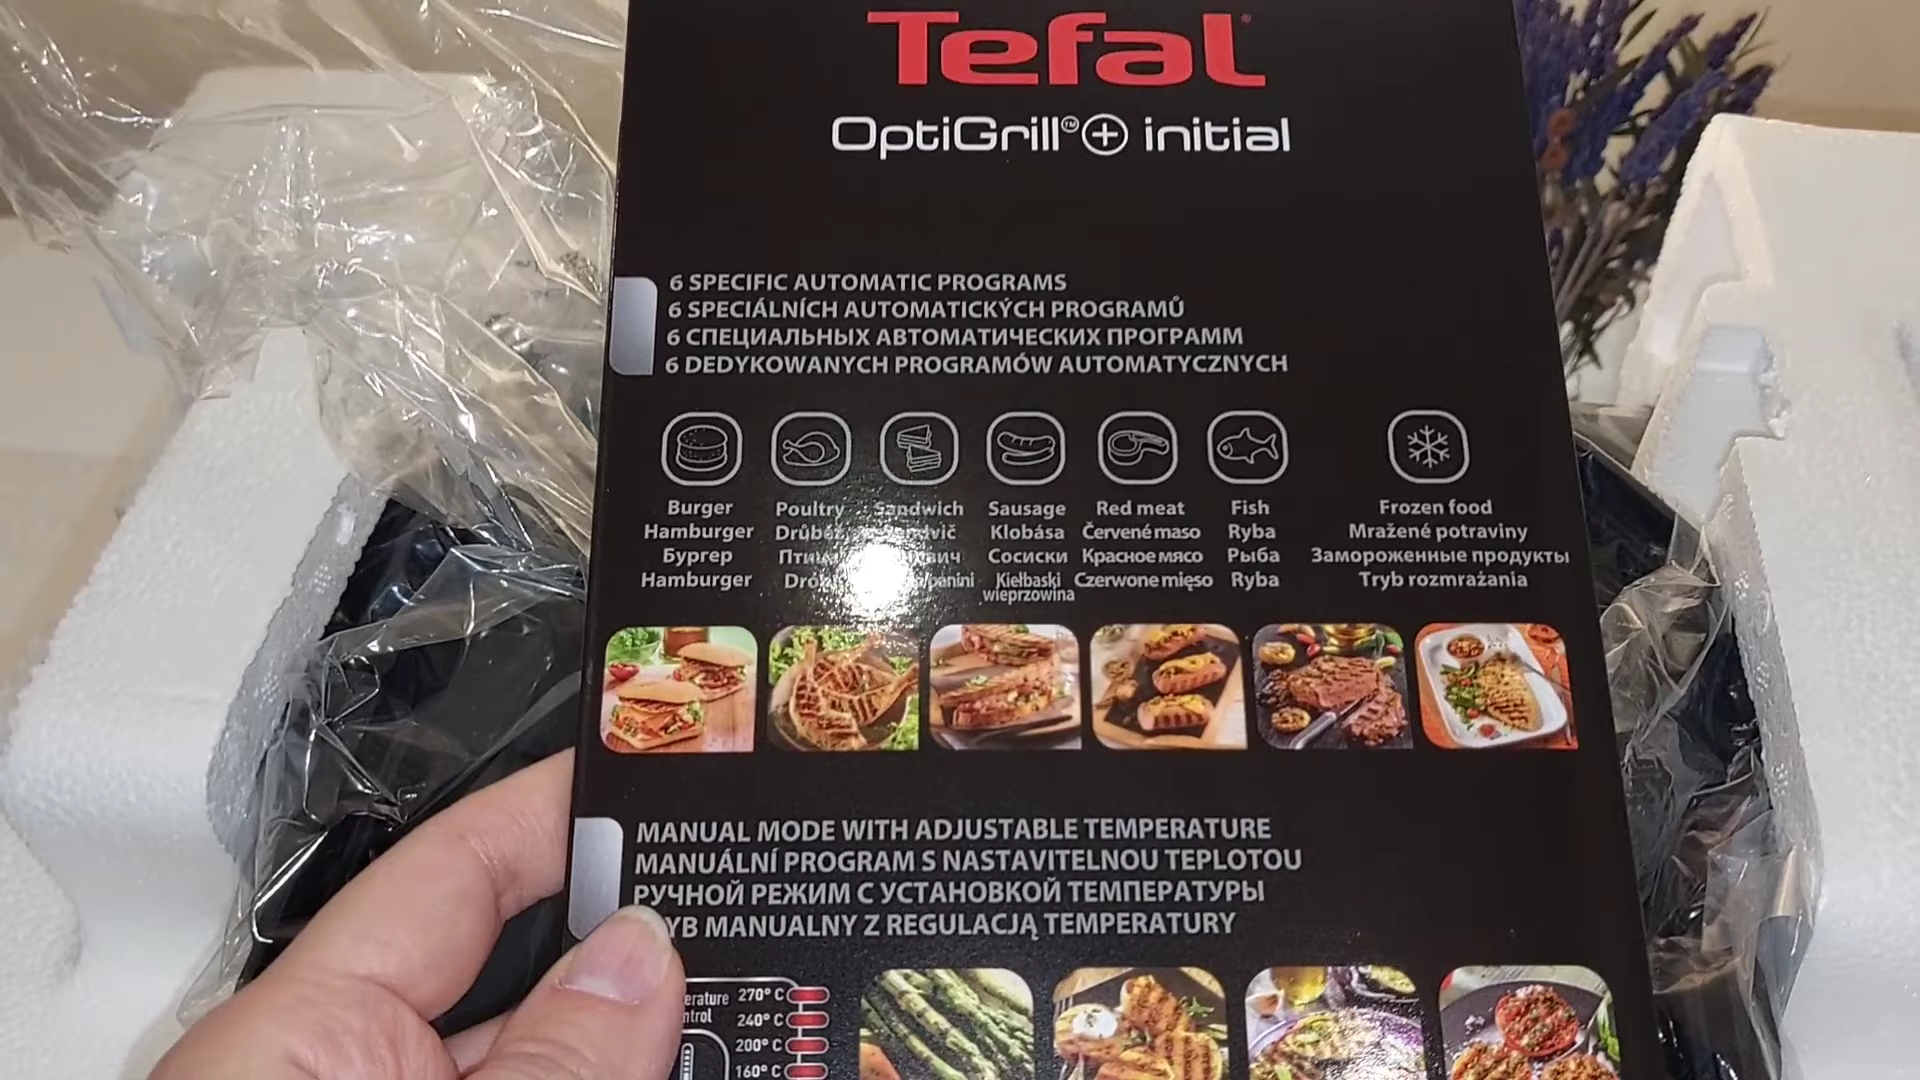 Tefal®
OptiGrill™ + initial
6 SPECIFIC AUTOMATIC PROGRAMS
6 SPECIÁLNÍCH AUTOMATICKÝCH PROGRAMŮ
6 СПЕЦИАЛЬНЫХ АВТОМАТИЧЕСКИХ ПРОГРАММ
6 DEDYKOWANYCH PROGRAMÓW AUTOMATYCZNYCH
Burger Poultry Sandwich Sausage Red meat Fish Frozen food
Hamburger Klobása Červené maso Ryba Mražené potraviny
Бургер Сосиски Красное мясо Рыба Замороженные продукты
Hamburger Kiełbaski Czerwone mięso Ryba Tryb rozmrażania
wieprzowina
MANUAL MODE WITH ADJUSTABLE TEMPERATURE
MANUÁLNÍ PROGRAM S NASTAVITELNOU TEPLOTOU
РУЧНОЙ РЕЖИМ С УСТАНОВКОЙ ТЕМПЕРАТУРЫ
MANUALNY Z REGULACJĄ TEMPERATURY
270° C
240° C
200° C
160° C